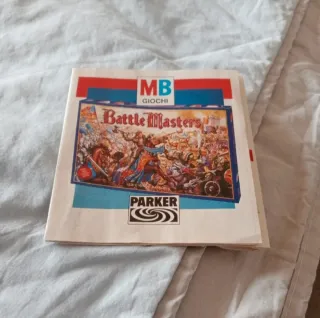 MB
GIOCHI
Battle Masters
PARKER